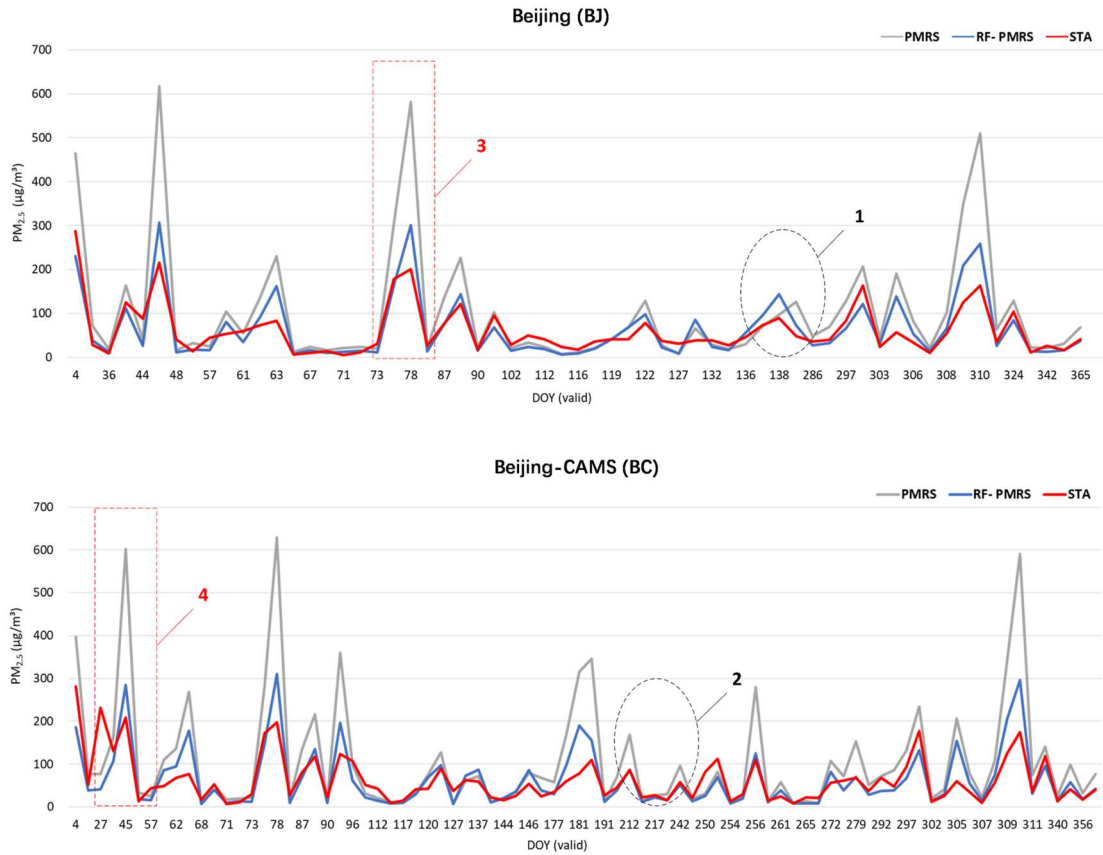 Beijing (BJ)
PMRS RF- PMRS STA
700
600
500
400
300
200
100
0
PM2.5 (μg/m³)
3
1
4 36 44 48 57 61 63 67 71 73 78 87 90 102 112 116 119 122 127 132 136 138 286 297 303 306 308 310 324 342 365
DOY (valid)
Beijing-CAMS (BC)
PMRS RF- PMRS STA
700
600
500
400
300
200
100
0
PM2.5 (μg/m³)
4
2
4 27 45 57 62 68 71 73 78 87 90 96 112 117 120 127 137 144 146 177 181 191 212 217 242 250 254 256 261 265 272 279 292 297 302 305 307 309 311 340 356
DOY (valid)